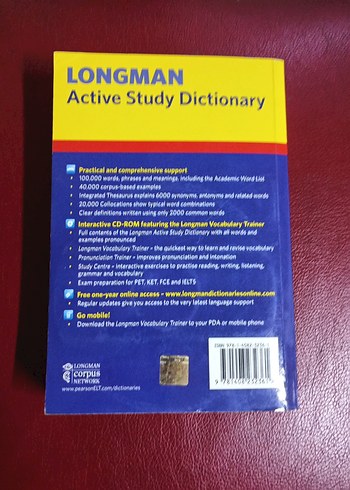 LONGMAN
Active Study Dictionary
Practical and comprehensive support
• 100,000 words, phrases and meanings, including the Academic Word List
• 40,000 corpus-based examples
• Integrated Thesaurus explains 6000 synonyms, antonyms and related words
• 20,000 Collocations show typical word combinations
• Clear definitions written using only 2000 common words
Interactive CD-ROM featuring the Longman Vocabulary Trainer
• Full contents of the Longman Active Study Dictionary with all words and
examples pronounced
• Longman Vocabulary Trainer – the quickest way to learn and revise vocabulary
• Pronunciation Trainer – improves pronunciation and intonation
• Study Centre – interactive exercises to practise reading, writing, listening,
grammar and vocabulary
• Exam preparation for PET, KET, FCE and IELTS
Free one-year online access – www.longmandictionariesonline.com
• Regular updates give you access to the very latest language support
Go mobile!
• Download the Longman Vocabulary Trainer to your PDA or mobile phone
LONGMAN
corpus
NETWORK
www.pearsonELT.com/dictionaries